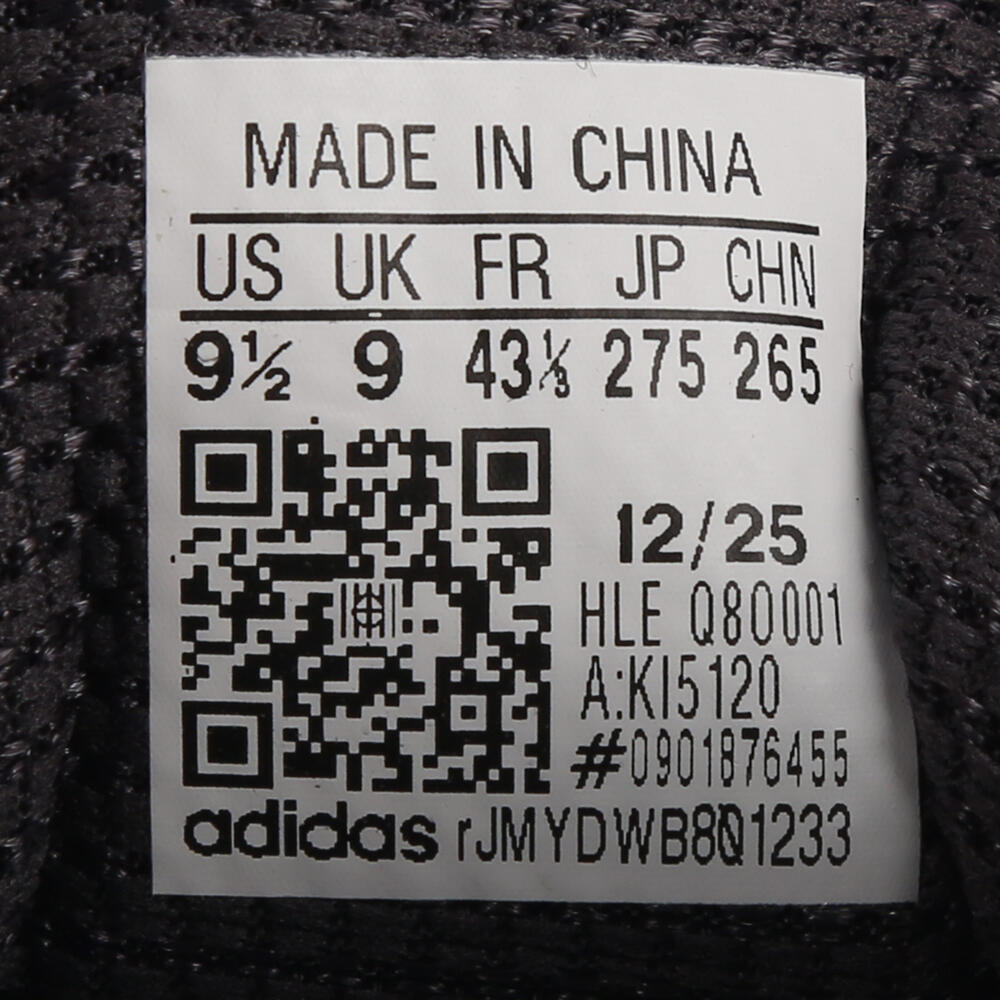 MADE IN CHINA
US UK FR JP CHN
9½ 9 43⅓ 275 265
12/25
HLE Q80001
A:KI5120
#0901876455
adidas rJMYDWB8Q1233